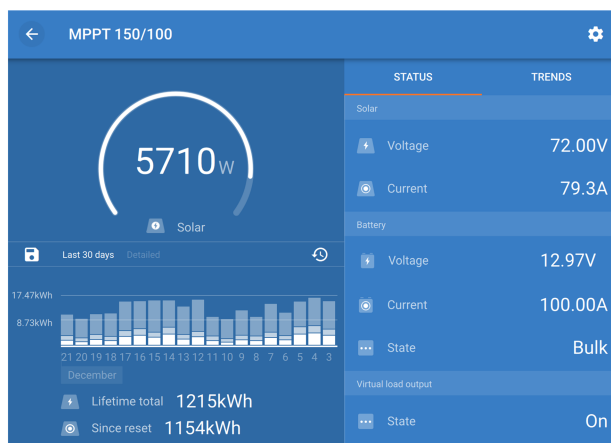 MPPT 150/100
5710W
Solar
Last 30 days Detailed
17.47kWh
8.73kWh
21 20 19 18 17 16 15 14 13 12 11 10 9 8 7 6 5 4 3
December
Lifetime total 1215kWh
Since reset 1154kWh
STATUS TRENDS
Solar
Voltage 72.00V
Current 79.3A
Battery
Voltage 12.97V
Current 100.00A
State Bulk
Virtual load output
State On